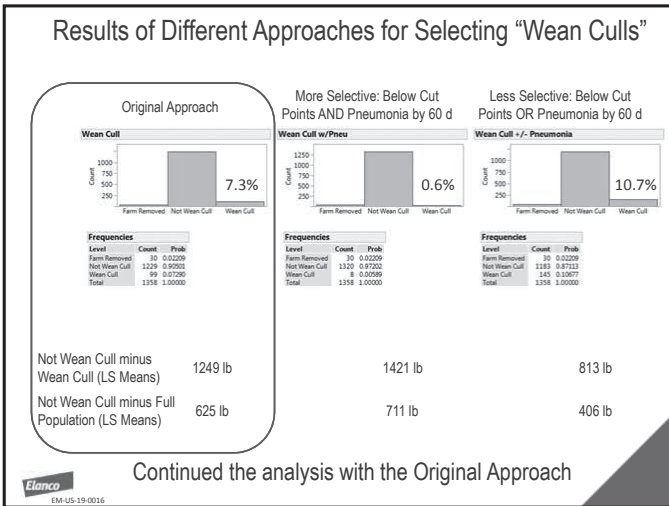 Results of Different Approaches for Selecting “Wean Culls”
Original Approach
Wean Cull
1000
750
500
250
Count
7.3%
Farm Removed Not Wean Cull Wean Cull
Frequencies
Level Count Prob
Farm Removed 30 0.02209
Not Wean Cull 1229 0.90501
Wean Cull 99 0.07290
Total 1358 1.00000
More Selective: Below Cut
Points AND Pneumonia by 60 d
Wean Cull w/Pneu
1250
1000
750
500
250
Count
0.6%
Farm Removed Not Wean Cull Wean Cull
Frequencies
Level Count Prob
Farm Removed 30 0.02209
Not Wean Cull 1320 0.97202
Wean Cull 8 0.00589
Total 1358 1.00000
Less Selective: Below Cut
Points OR Pneumonia by 60 d
Wean Cull +/- Pneumonia
1000
750
500
250
Count
10.7%
Farm Removed Not Wean Cull Wean Cull
Frequencies
Level Count Prob
Farm Removed 30 0.02209
Not Wean Cull 1183 0.87113
Wean Cull 145 0.10677
Total 1358 1.00000
Not Wean Cull minus
Wean Cull (LS Means) 1249 lb 1421 lb 813 lb
Not Wean Cull minus Full
Population (LS Means) 625 lb 711 lb 406 lb
Continued the analysis with the Original Approach
Elanco
EM-US-19-0016